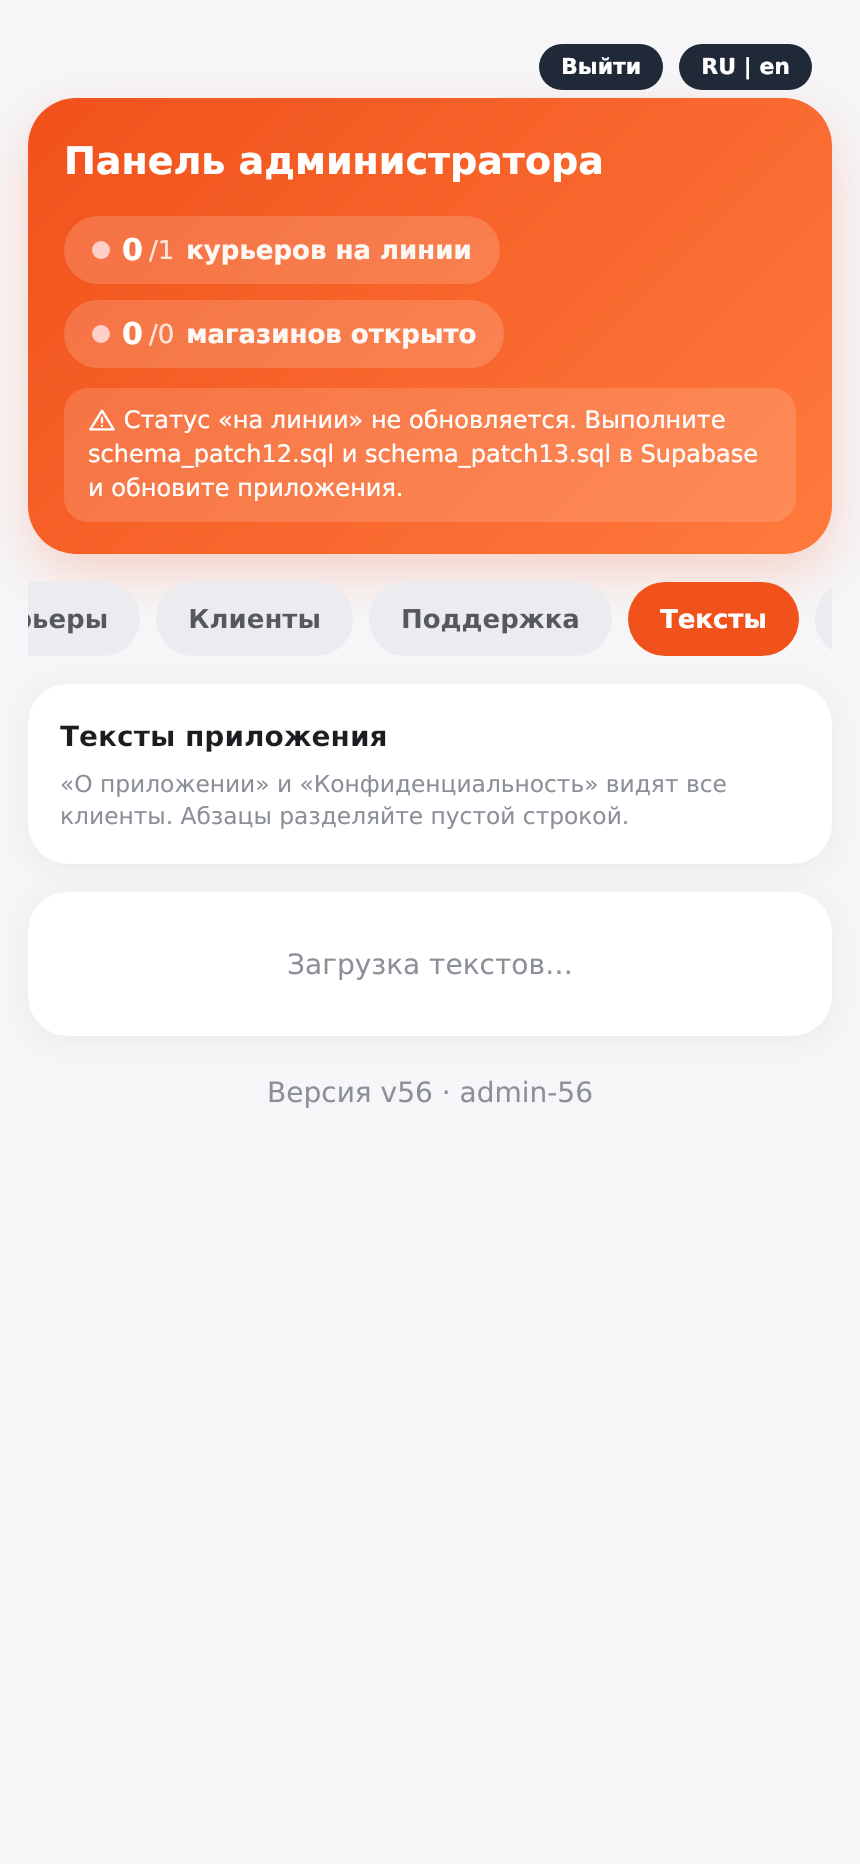 Выйти
RU | en
Панель администратора
0 /1 курьеров на линии
0 /0 магазинов открыто
⚠ Статус «на линии» не обновляется. Выполните
schema_patch12.sql и schema_patch13.sql в Supabase
и обновите приложения.
Клиенты
Поддержка
Тексты
Тексты приложения
«О приложении» и «Конфиденциальность» видят все
клиенты. Абзацы разделяйте пустой строкой.
Загрузка текстов...
Версия v56 · admin-56